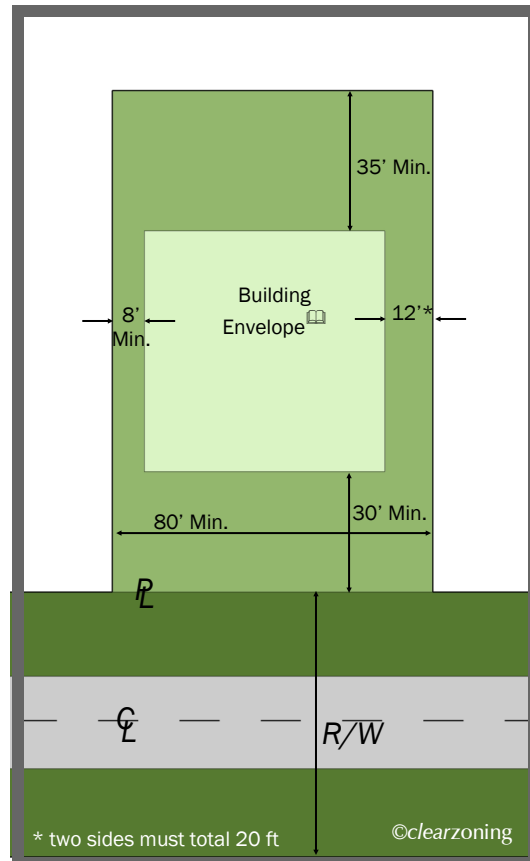 35’ Min.
Building
Envelope
8’
Min.
12’*
30’ Min.
80’ Min.
PL
CL
R/W
* two sides must total 20 ft
©clearzoning